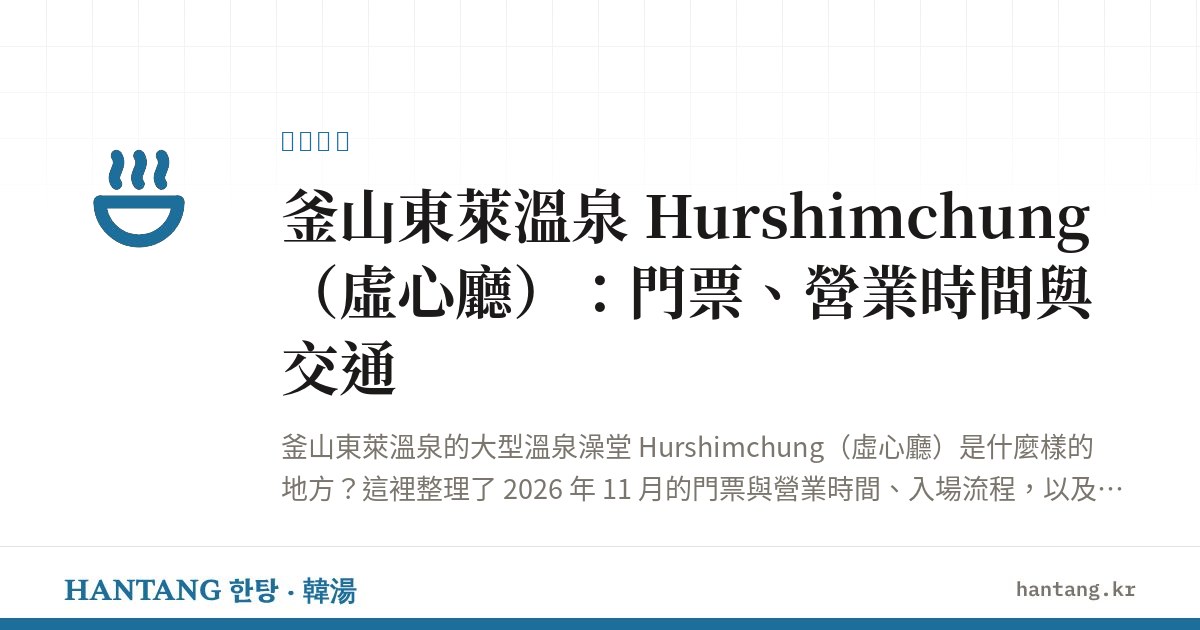 釜山東萊溫泉 Hurshimchung
（虛心廳）：門票、營業時間與
交通
釜山東萊溫泉的大型溫泉澡堂 Hurshimchung（虛心廳）是什麼樣的
地方？這裡整理了 2026 年 11 月的門票與營業時間、入場流程，以及…
HANTANG 한탕 · 韓湯
hantang.kr